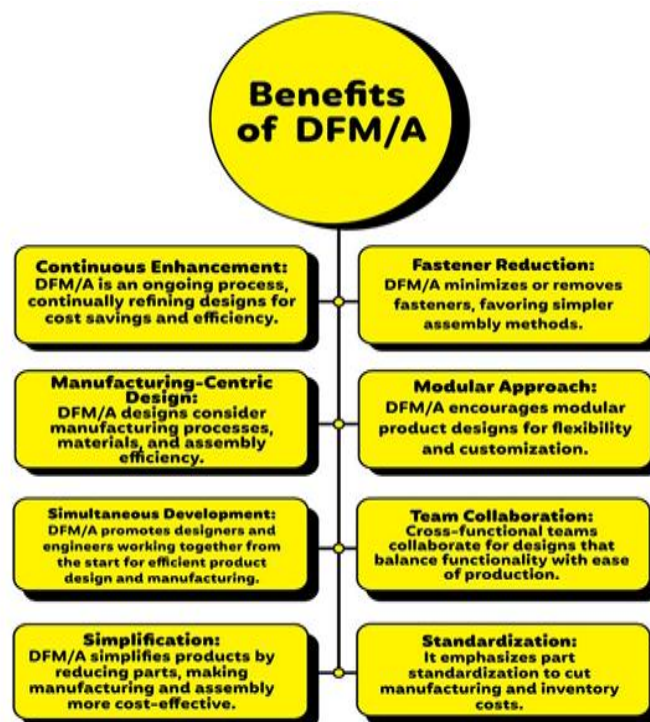 Benefits
of DFM/A
Continuous Enhancement:
DFM/A is an ongoing process,
continually refining designs for
cost savings and efficiency.
Fastener Reduction:
DFM/A minimizes or removes
fasteners, favoring simpler
assembly methods.
Manufacturing-Centric
Design:
DFM/A designs consider
manufacturing processes,
materials, and assembly
efficiency.
Modular Approach:
DFM/A encourages modular
product designs for flexibility
and customization.
Simultaneous Development:
DFM/A promotes designers and
engineers working together from
the start for efficient product
design and manufacturing.
Team Collaboration:
Cross-functional teams
collaborate for designs that
balance functionality with ease
of production.
Simplification:
DFM/A simplifies products by
reducing parts, making
manufacturing and assembly
more cost-effective.
Standardization:
It emphasizes part
standardization to cut
manufacturing and inventory
costs.